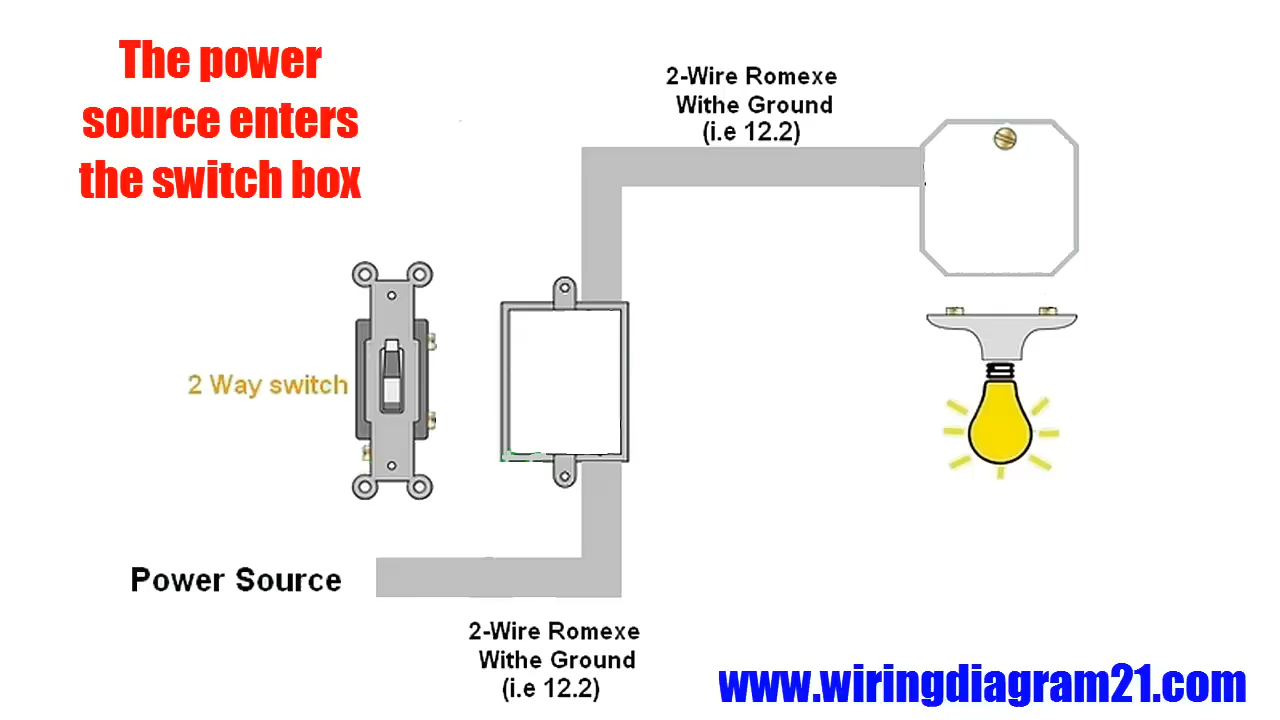 The power
source enters
the switch box
2-Wire Romexe
Withe Ground
(i.e 12.2)
2 Way switch
Power Source
2-Wire Romexe
Withe Ground
(i.e 12.2)
www.wiringdiagram21.com